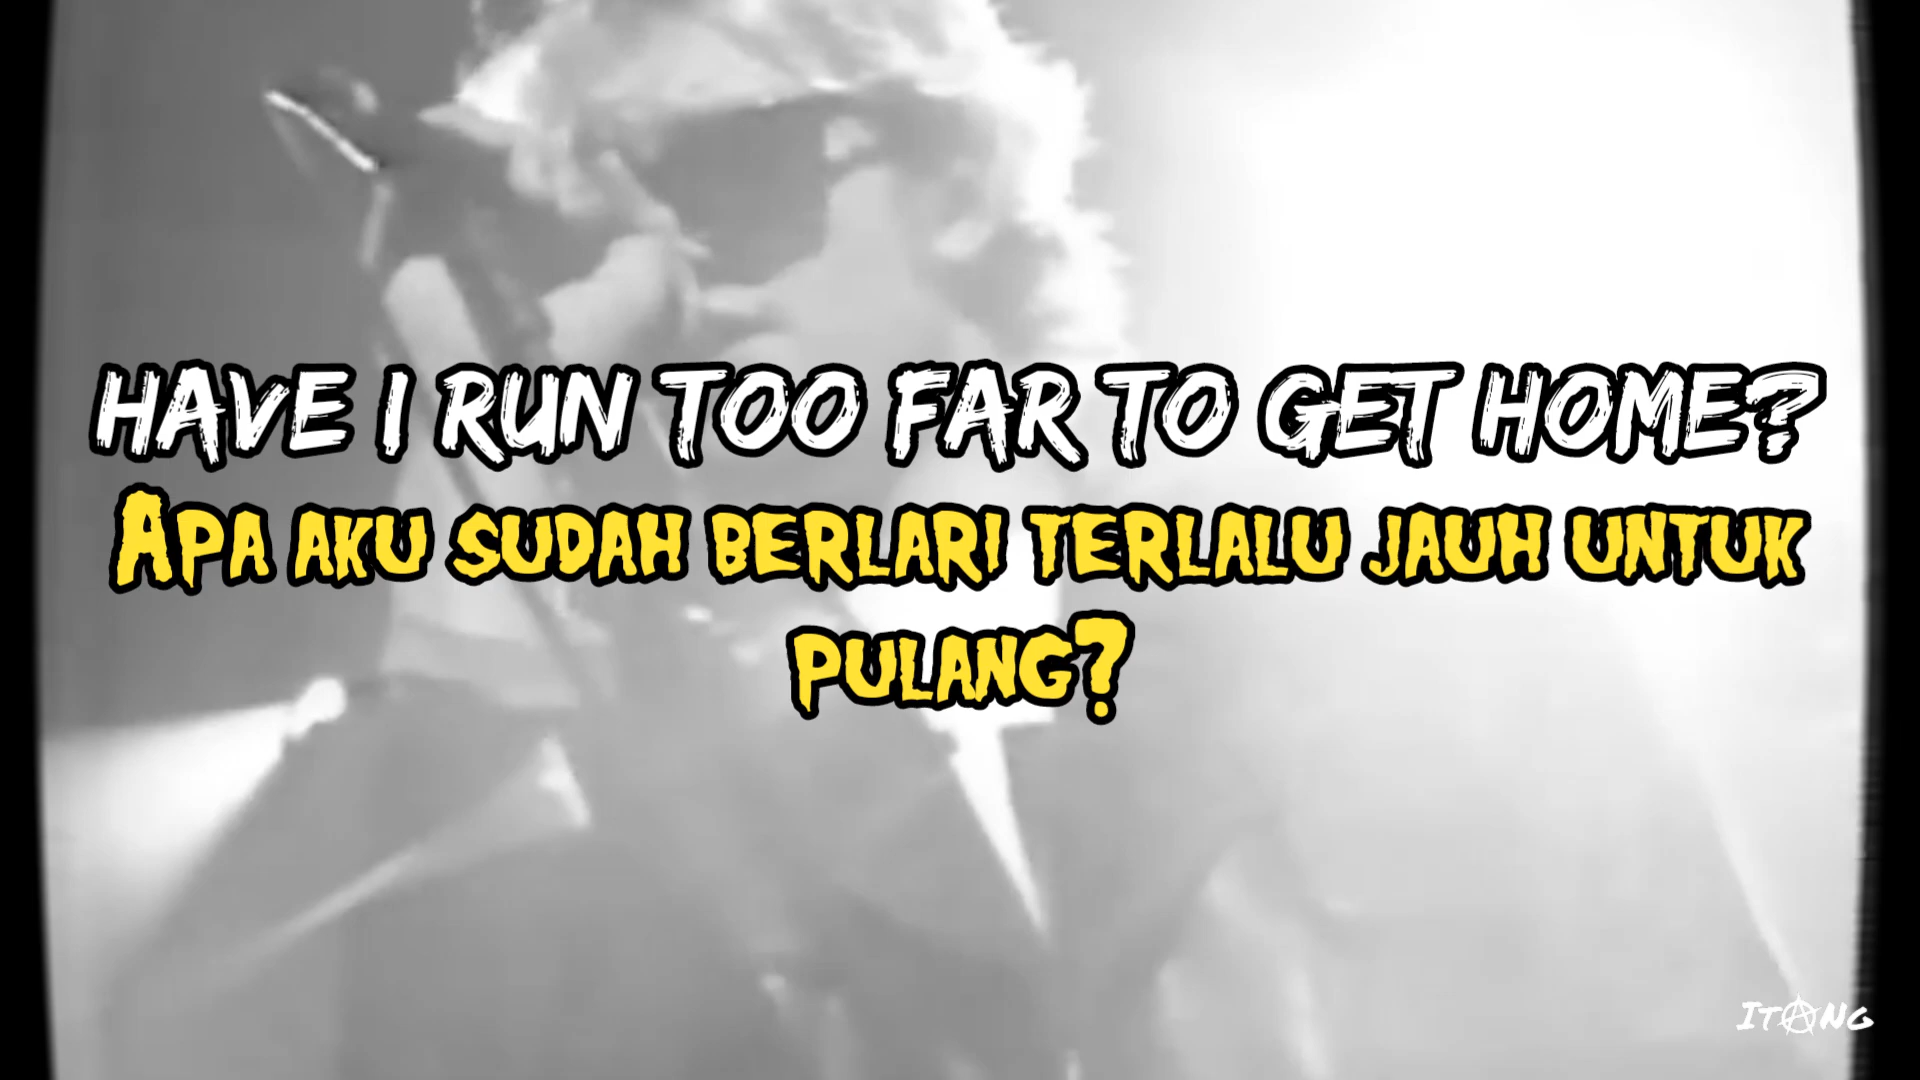 HAVE I RUN TOO FAR TO GET HOME?
APA AKU SUDAH BERLARI TERLALU JAUH UNTUK
PULANG?
ITANG